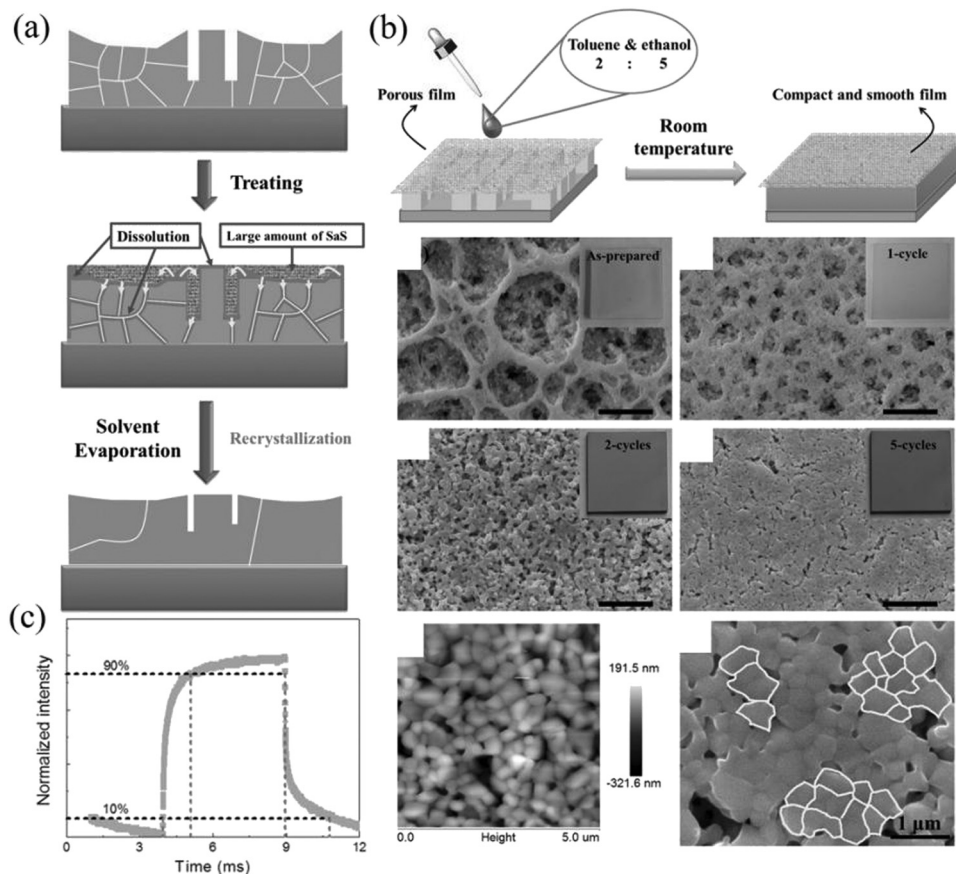 (a)
Treating
Dissolution
Large amount of SaS
Solvent
Evaporation
Recrystallization
(b)
Toluene & ethanol
2 : 5
Porous film
Room
temperature
Compact and smooth film
As-prepared
1-cycle
2-cycles
5-cycles
191.5 nm
-321.6 nm
0.0
Height
5.0 um
1 μm
(c)
Normalized intensity
90%
10%
0
3
6
9
12
Time (ms)